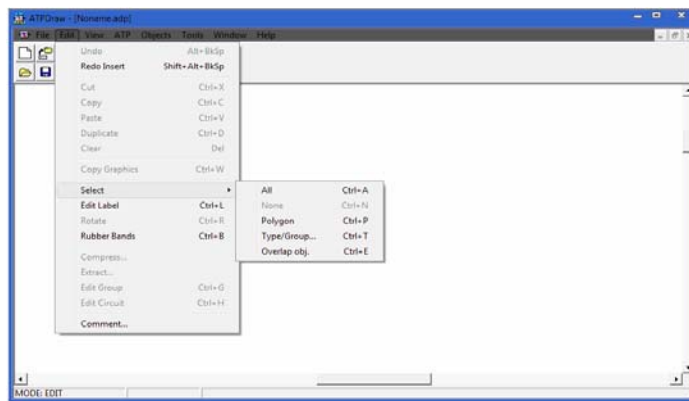 ATPDraw - [Noname.adp]
File Edit View ATP Objects Tools Window Help
Undo Alt+BkSp
Redo Insert Shift+Alt+BkSp
Cut Ctrl+X
Copy Ctrl+C
Paste Ctrl+V
Duplicate Ctrl+D
Clear Del
Copy Graphics Ctrl+W
Select
All Ctrl+A
Edit Label Ctrl+L
None Ctrl+N
Rotate Ctrl+R
Polygon Ctrl+P
Rubber Bands Ctrl+B
Type/Group... Ctrl+T
Overlap obj. Ctrl+E
Compress...
Extract...
Edit Group Ctrl+G
Edit Circuit Ctrl+H
Comment...
MODE: EDIT